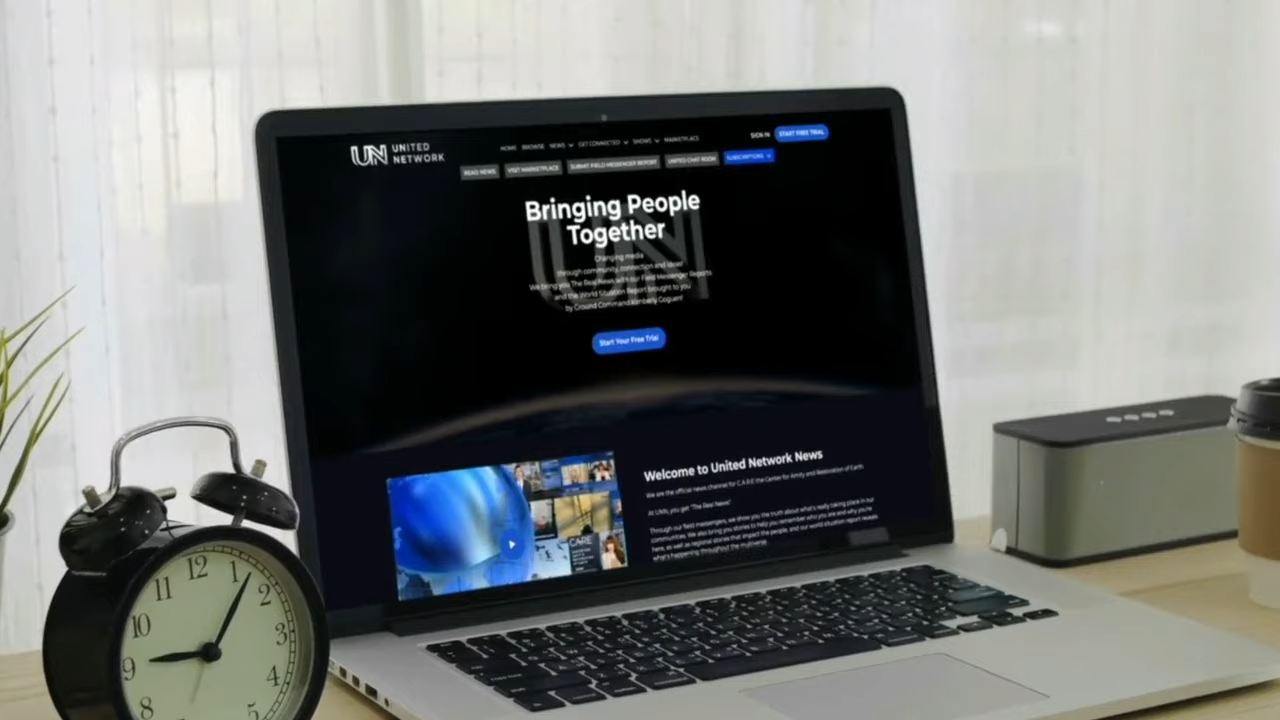 UN UNITED
NETWORK
HOME BROWSE NEWS GET CONNECTED SHOWS MARKETPLACE
SIGN IN START FREE TRIAL
READ NEWS VISIT MARKETPLACE SUBMIT FIELD MESSENGER REPORT UNITED CHAT ROOM SUBSCRIPTIONS
Bringing People
Together
UN
Changing media
through community, connection and ideas!
We bring you The Real News with our Field Messenger Reports
and the World Situation Report brought to you
by Ground Command Kimberly Goguen!
Start Your Free Trial
Welcome to United Network News
We are the official news channel for C.A.R.E the Center for Amity and Restoration of Earth.
At UNN, you get "The Real News".
Through our field messengers, we show you the truth about what's really taking place in our
communities. We also bring you stories to help you remember who you are and why you're
here, as well as regional stories that impact the people, and our world situation report reveals
what's happening throughout the multiverse.
CARE
12
1
2
3
4
5
8
9
10
11